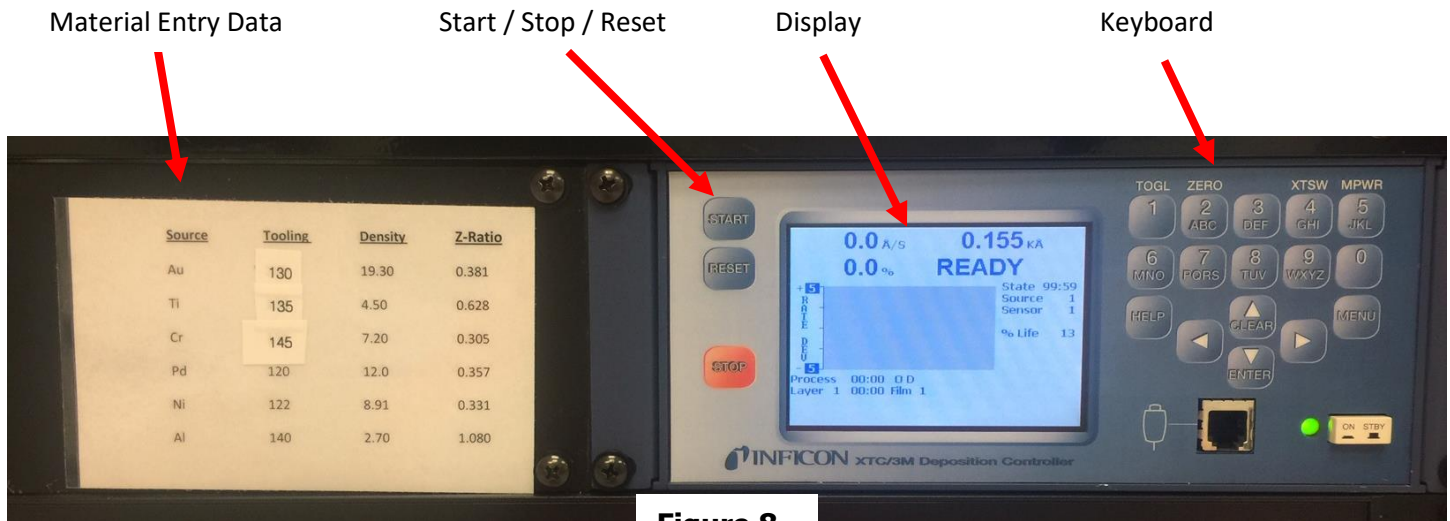 Material Entry Data
Start / Stop / Reset
Display
Keyboard
Source Tooling Density Z-Ratio
Au 130 19.30 0.381
Ti 135 4.50 0.628
Cr 145 7.20 0.305
Pd 120 12.0 0.357
Ni 122 8.91 0.331
Al 140 2.70 1.080
START
RESET
STOP
0.0 Å/S 0.155 KÅ
0.0 % READY
+ 5
RATE DEV
- 5
State 99:59
Source 1
Sensor 1
% Life 13
Process 00:00 O D
Layer 1 00:00 Film 1
INFICON XTC/3M Deposition Controller
TOGL ZERO XTSW MPWR
1 2 ABC 3 DEF 4 GHI 5 JKL
6 MNO 7 PQRS 8 TUV 9 WXYZ 0
HELP CLEAR MENU
ENTER
ON STBY
Figure 8